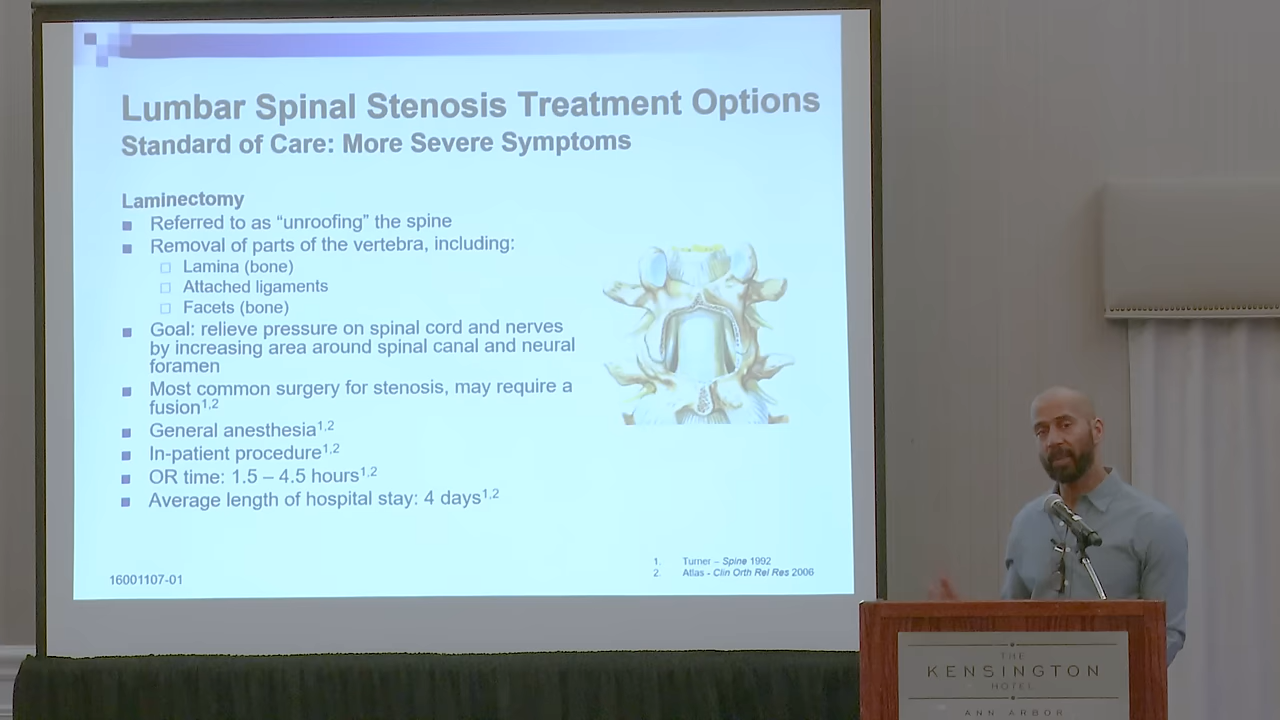 Lumbar Spinal Stenosis Treatment Options
Standard of Care: More Severe Symptoms
Laminectomy
Referred to as “unroofing” the spine
Removal of parts of the vertebra, including:
Lamina (bone)
Attached ligaments
Facets (bone)
Goal: relieve pressure on spinal cord and nerves
by increasing area around spinal canal and neural
foramen
Most common surgery for stenosis, may require a
fusion1,2
General anesthesia1,2
In-patient procedure1,2
OR time: 1.5 – 4.5 hours1,2
Average length of hospital stay: 4 days1,2
1. Turner – Spine 1992
2. Atlas - Clin Orth Rel Res 2006
16001107-01
THE
KENSINGTON
HOTEL
ANN ARBOR